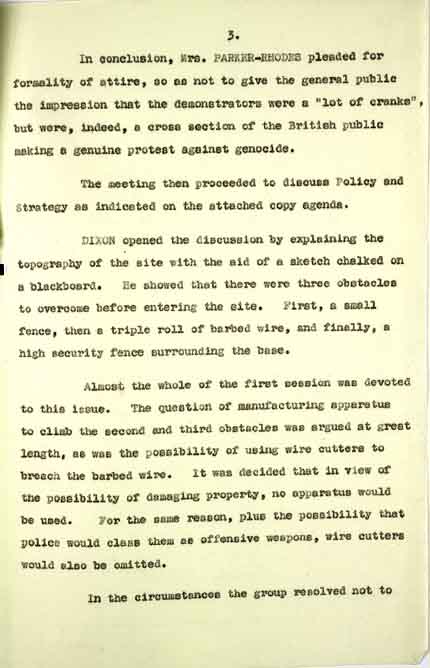 3.
In conclusion, Mrs. PARKER-RHODES pleaded for
formality of attire, so as not to give the general public
the impression that the demonstrators were a "lot of cranks",
but were, indeed, a cross section of the British public
making a genuine protest against genocide.
The meeting then proceeded to discuss Policy and
Strategy as indicated on the attached copy agenda.
DIXON opened the discussion by explaining the
topography of the site with the aid of a sketch chalked on
a blackboard. He showed that there were three obstacles
to overcome before entering the site. First, a small
fence, then a triple roll of barbed wire, and finally, a
high security fence surrounding the base.
Almost the whole of the first session was devoted
to this issue. The question of manufacturing apparatus
to climb the second and third obstacles was argued at great
length, as was the possibility of using wire cutters to
breach the barbed wire. It was decided that in view of
the possibility of damaging property, no apparatus would
be used. For the same reason, plus the possibility that
police would class them as offensive weapons, wire cutters
would also be omitted.
In the circumstances the group resolved not to